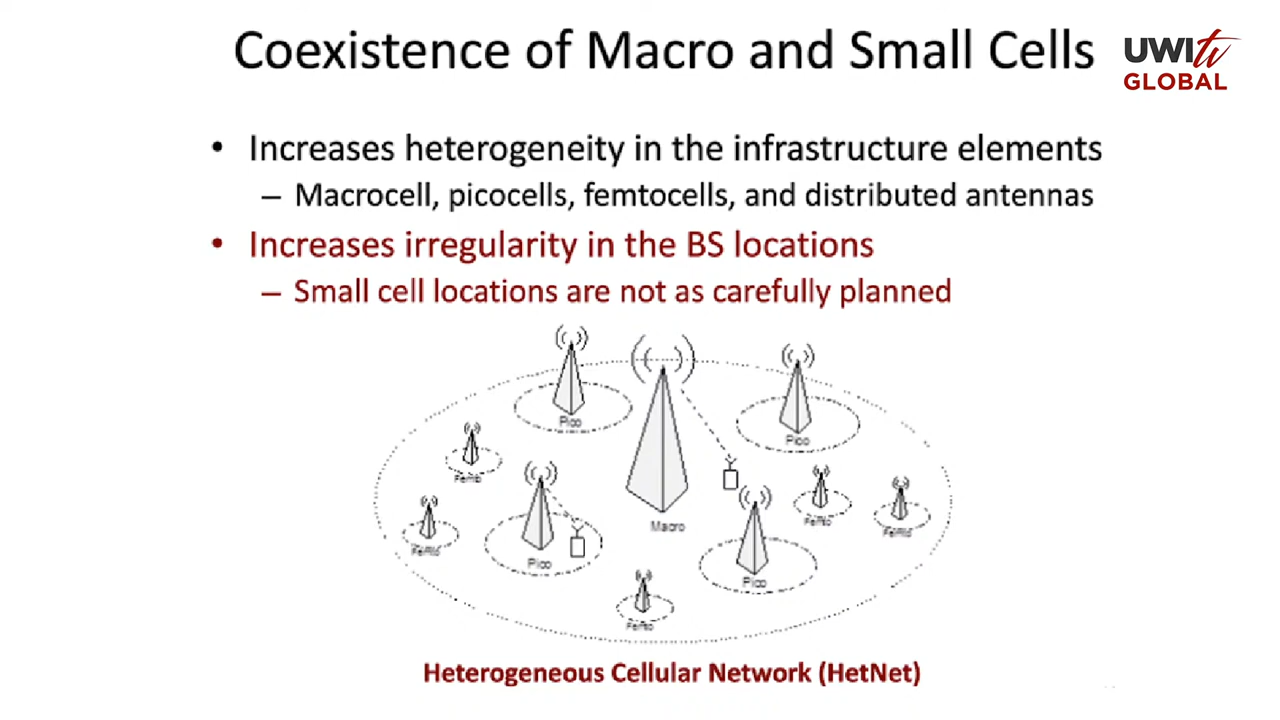 Coexistence of Macro and Small Cells
UWI tv
GLOBAL
• Increases heterogeneity in the infrastructure elements
– Macrocell, picocells, femtocells, and distributed antennas
• Increases irregularity in the BS locations
– Small cell locations are not as carefully planned
Pico
Pico
Femto
Macro
Femto
Femto
Femto
Pico
Pico
Femto
Heterogeneous Cellular Network (HetNet)